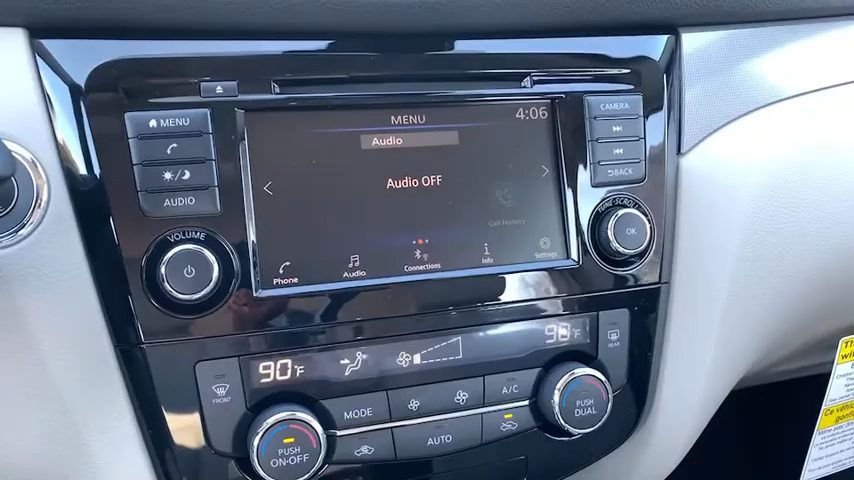 MENU
AUDIO
VOLUME
MENU
4:06
Audio
Audio OFF
Call History
Phone
Audio
Connections
Info
Settings
CAMERA
BACK
TUNE·SCROLL
OK
90°F
90°F
FRONT
REAR
MODE
A/C
AUTO
PUSH
ON·OFF
PUSH
DUAL